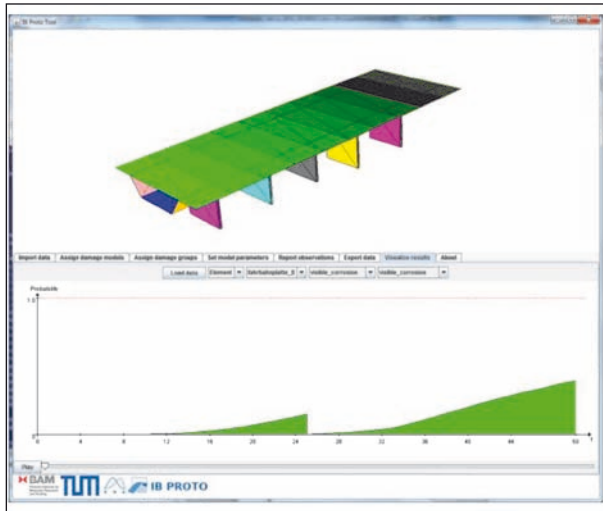 IB Proto Tool
Import data Assign damage models Assign damage groups Set model parameters Report observations Export data Visualize results About
Load data Element visible_corrosion visible_corrosion
Probability
1.0
0 4 8 12 16 20 24 28 32 36 40 44 50 t
Play
BAM TUM IB PROTO